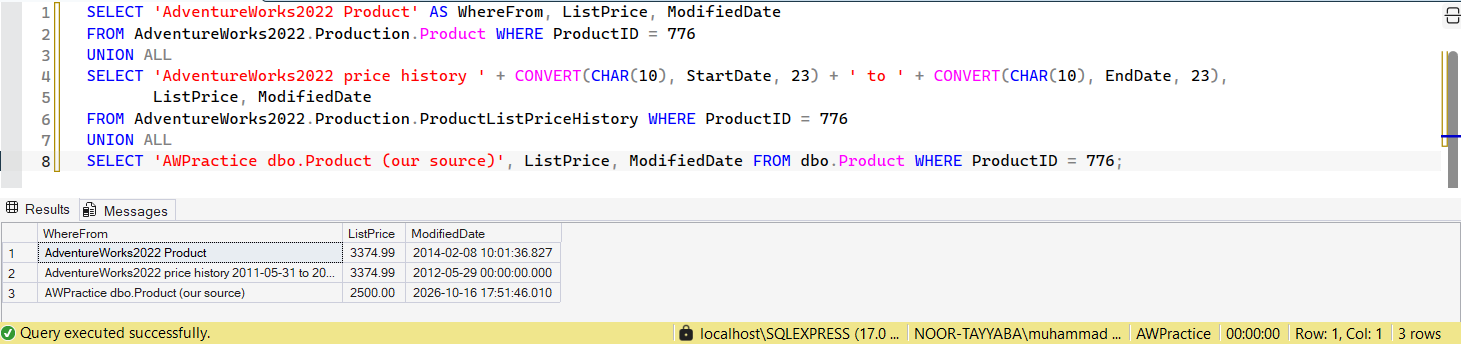 1 SELECT 'AdventureWorks2022 Product' AS WhereFrom, ListPrice, ModifiedDate
2 FROM AdventureWorks2022.Production.Product WHERE ProductID = 776
3 UNION ALL
4 SELECT 'AdventureWorks2022 price history ' + CONVERT(CHAR(10), StartDate, 23) + ' to ' + CONVERT(CHAR(10), EndDate, 23),
5 ListPrice, ModifiedDate
6 FROM AdventureWorks2022.Production.ProductListPriceHistory WHERE ProductID = 776
7 UNION ALL
8 SELECT 'AWPractice dbo.Product (our source)', ListPrice, ModifiedDate FROM dbo.Product WHERE ProductID = 776;
Results Messages
WhereFrom ListPrice ModifiedDate
1 AdventureWorks2022 Product 3374.99 2014-02-08 10:01:36.827
2 AdventureWorks2022 price history 2011-05-31 to 20... 3374.99 2012-05-29 00:00:00.000
3 AWPractice dbo.Product (our source) 2500.00 2026-10-16 17:51:46.010
Query executed successfully. localhost\SQLEXPRESS (17.0 ... NOOR-TAYYABA\muhammad ... AWPractice 00:00:00 Row: 1, Col: 1 3 rows